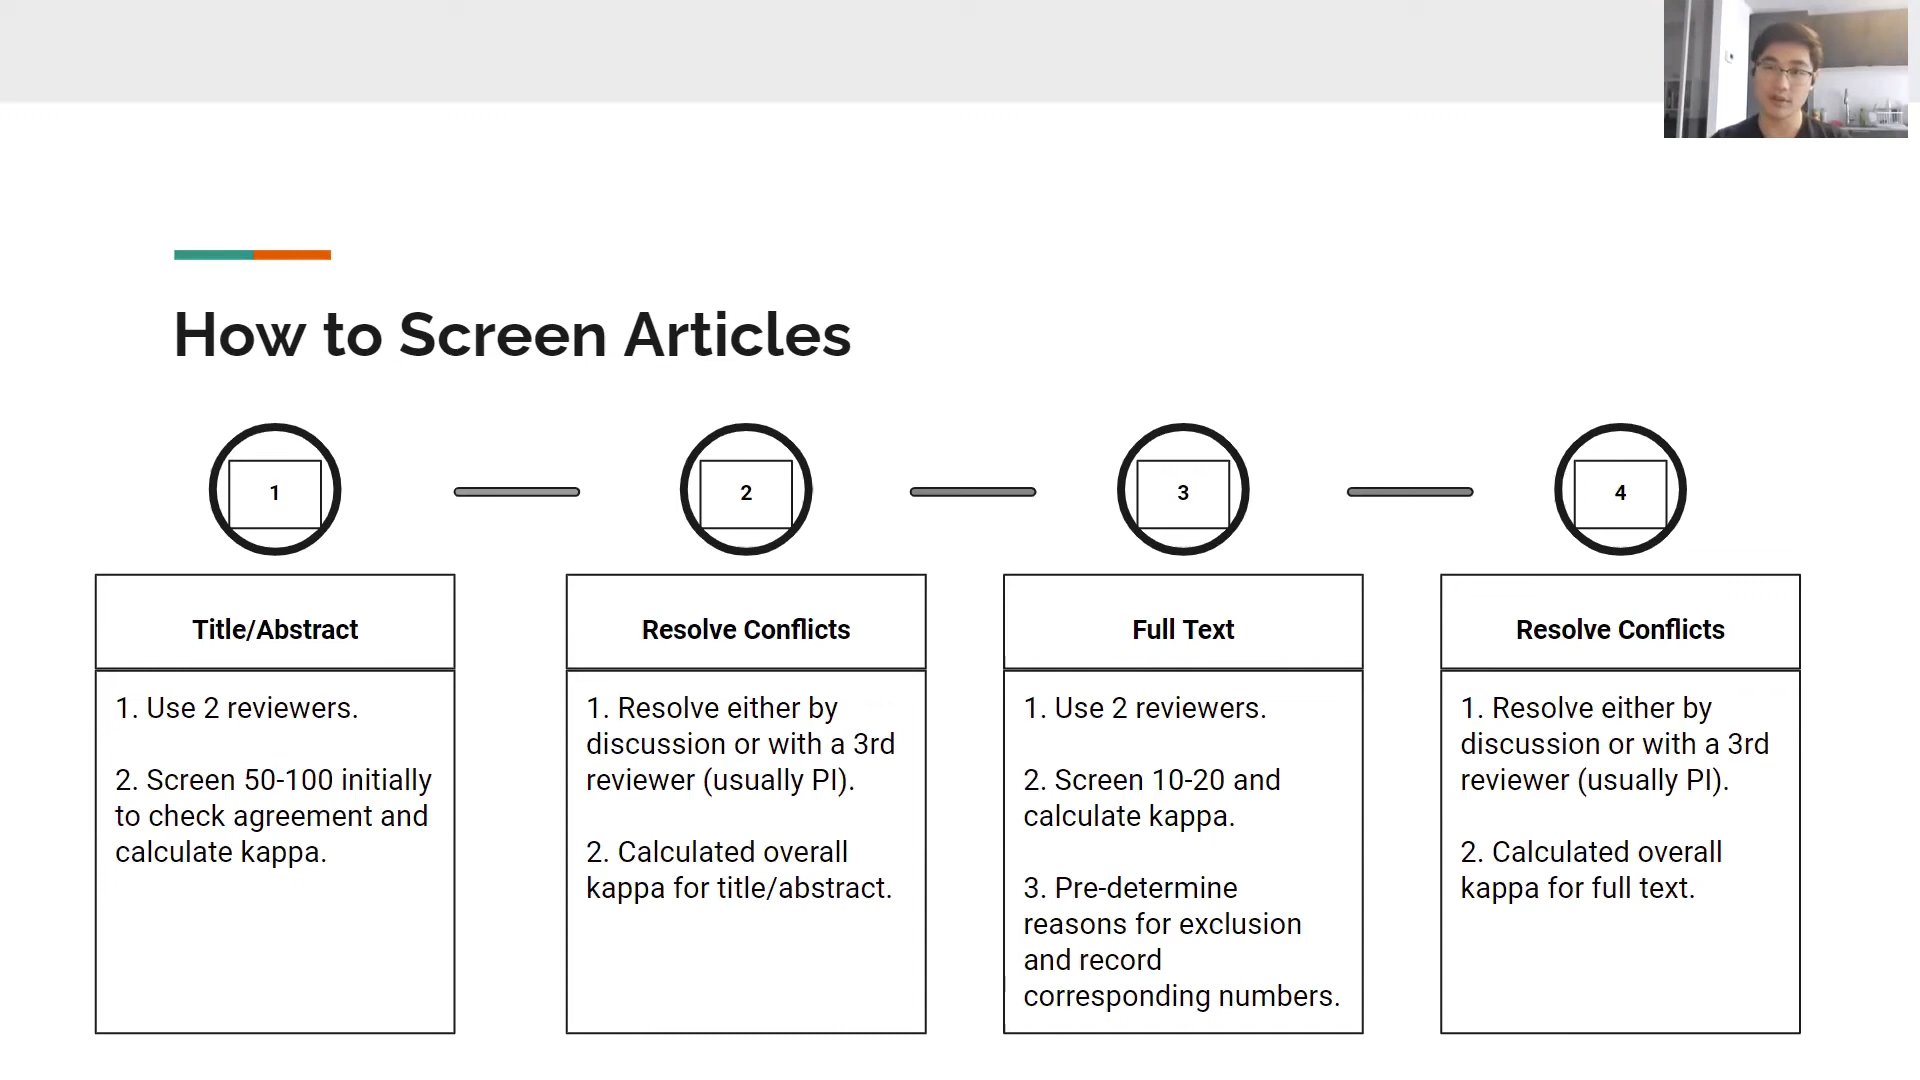 How to Screen Articles
1
2
3
4
Title/Abstract
1. Use 2 reviewers.
2. Screen 50-100 initially
to check agreement and
calculate kappa.
Resolve Conflicts
1. Resolve either by
discussion or with a 3rd
reviewer (usually PI).
2. Calculated overall
kappa for title/abstract.
Full Text
1. Use 2 reviewers.
2. Screen 10-20 and
calculate kappa.
3. Pre-determine
reasons for exclusion
and record
corresponding numbers.
Resolve Conflicts
1. Resolve either by
discussion or with a 3rd
reviewer (usually PI).
2. Calculated overall
kappa for full text.